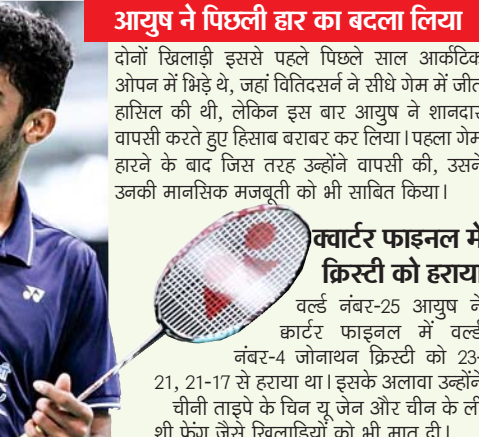 आयुष ने पिछली हार का बदला लिया
दोनों खिलाड़ी इससे पहले पिछले साल आर्कटिक
ओपन में भिड़े थे, जहां वितिदसर्न ने सीधे गेम में जीत
हासिल की थी, लेकिन इस बार आयुष ने शानदार
वापसी करते हुए हिसाब बराबर कर लिया। पहला गेम
हारने के बाद जिस तरह उन्होंने वापसी की, उसने
उनकी मानसिक मजबूती को भी साबित किया।
क्वार्टर फाइनल में
क्रिस्टी को हराया
वर्ल्ड नंबर-25 आयुष ने
क्वार्टर फाइनल में वर्ल्ड
नंबर-4 जोनाथन क्रिस्टी को 23-
21, 21-17 से हराया था। इसके अलावा उन्होंने
चीनी ताइपे के चिन यू जेन और चीन के ली
शी फेंग जैसे खिलाड़ियों को भी मात दी।